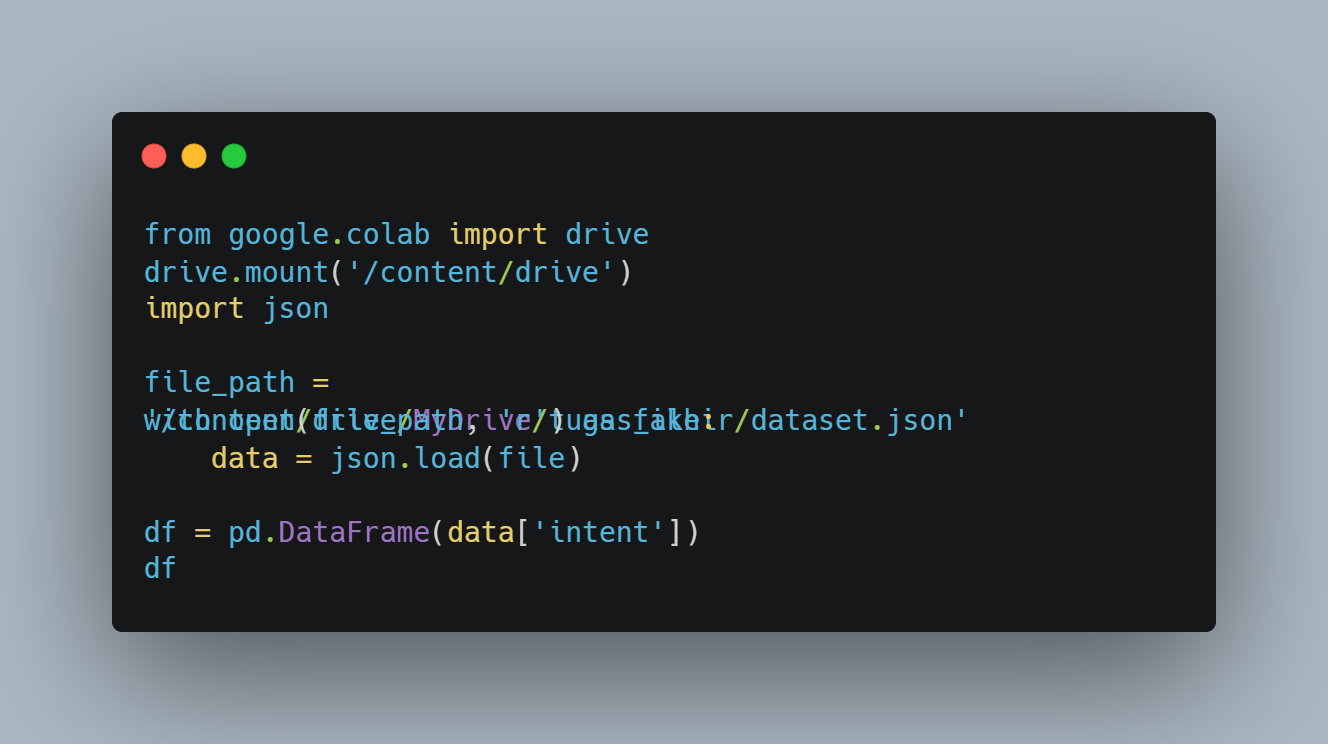 from google.colab import drive
drive.mount('/content/drive')
import json
file_path =
'/content/drive/MyDrive/tugas_akhir/dataset.json'
with open(file_path, 'r') as file:
    data = json.load(file)
df = pd.DataFrame(data['intent'])
df